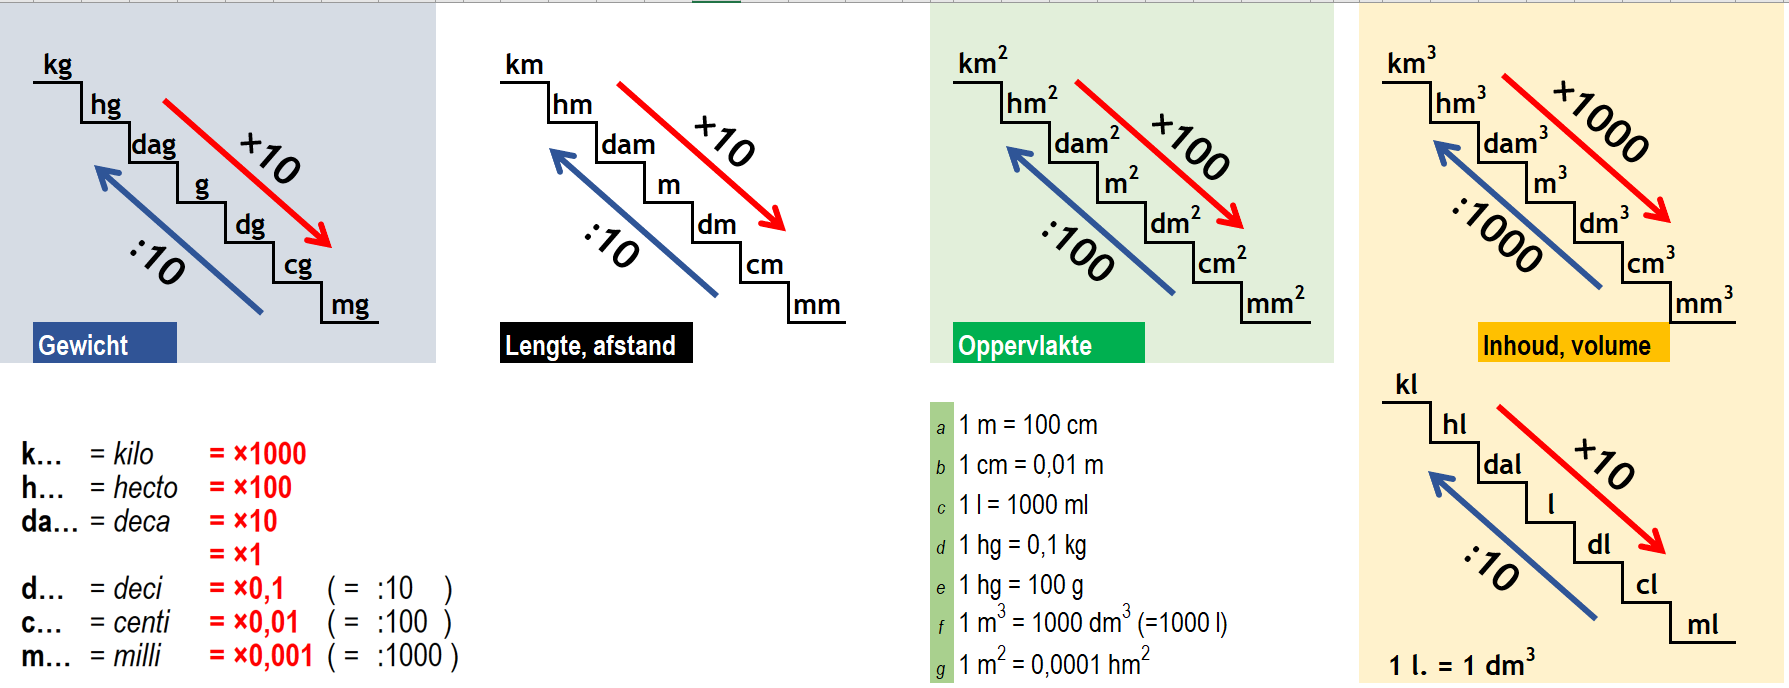 kg
hg
dag
g
dg
cg
mg
×10
:10
Gewicht
km
hm
dam
m
dm
cm
mm
×10
:10
Lengte, afstand
km²
hm²
dam²
m²
dm²
cm²
mm²
×100
:100
Oppervlakte
km³
hm³
dam³
m³
dm³
cm³
mm³
×1000
:1000
Inhoud, volume
kl
hl
dal
l
dl
cl
ml
×10
:10
1 l. = 1 dm³
k... = kilo = ×1000
h... = hecto = ×100
da... = deca = ×10
= ×1
d... = deci = ×0,1 ( = :10 )
c... = centi = ×0,01 ( = :100 )
m... = milli = ×0,001 ( = :1000 )
a 1 m = 100 cm
b 1 cm = 0,01 m
c 1 l = 1000 ml
d 1 hg = 0,1 kg
e 1 hg = 100 g
f 1 m³ = 1000 dm³ (=1000 l)
g 1 m² = 0,0001 hm²